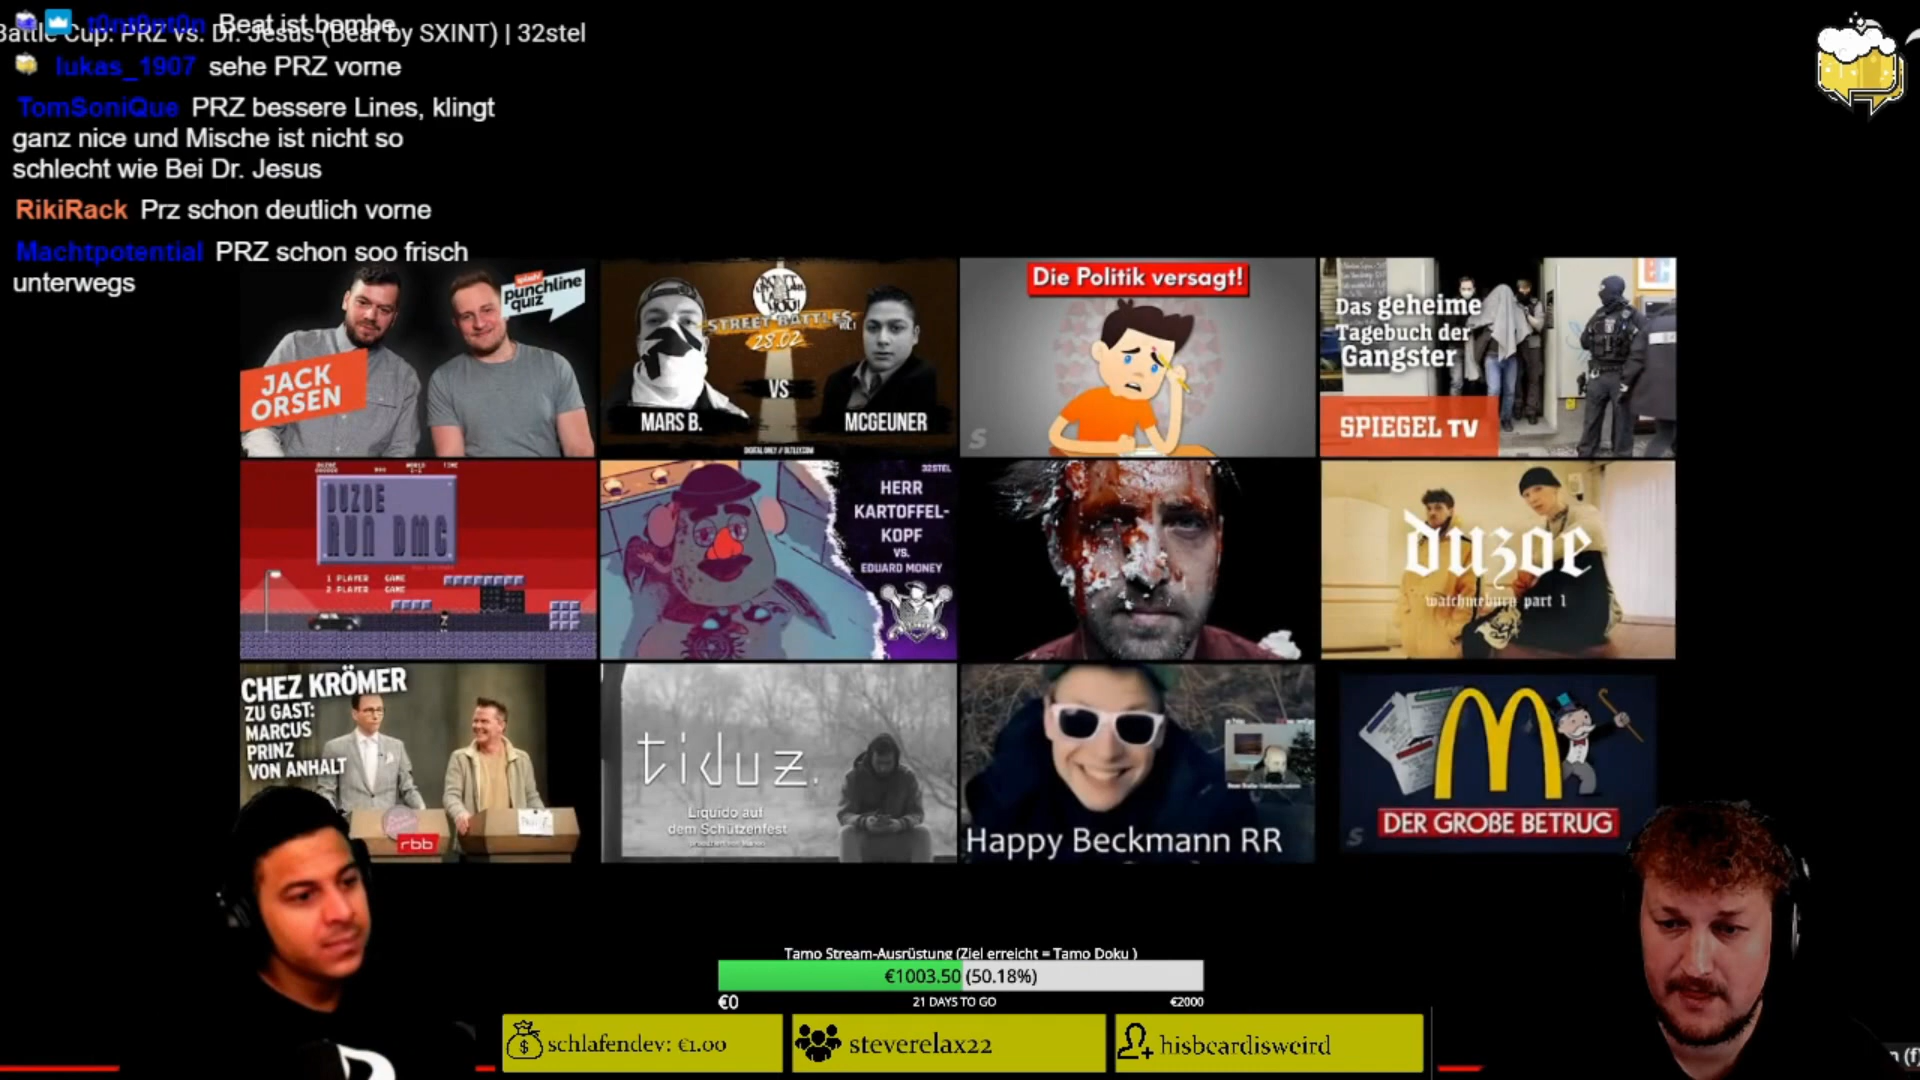 t0nt0nt0n Beat ist bombe
Battle Cup: PRZ vs. Dr. Jesus (Beat by SXINT) | 32stel
lukas_1907 sehe PRZ vorne
TomSoniQue PRZ bessere Lines, klingt
ganz nice und Mische ist nicht so
schlecht wie Bei Dr. Jesus
RikiRack Prz schon deutlich vorne
Machtpotential PRZ schon soo frisch
unterwegs
punchline
quiz
JACK
ORSEN
STREET BATTLES
VOL.1
28.02
VS
MARS B.
MCGEUNER
Die Politik versagt!
Das geheime
Tagebuch der
Gangster
SPIEGEL TV
DUZOE
RUN DMC
1 PLAYER GAME
2 PLAYER GAME
32STEL
HERR
KARTOFFEL-
KOPF
VS.
EDUARD MONEY
duzoe
watchmeburn part 1
CHEZ KRÖMER
ZU GAST:
MARCUS
PRINZ
VON ANHALT
rbb
tiduz.
Liquido auf
dem Schützenfest
Happy Beckmann RR
DER GROßE BETRUG
Tamo Stream-Ausrüstung (Ziel erreicht = Tamo Doku )
€1003.50 (50.18%)
€0
21 DAYS TO GO
€2000
schlafendev: €1.00
steverelax22
hisbeardisweird